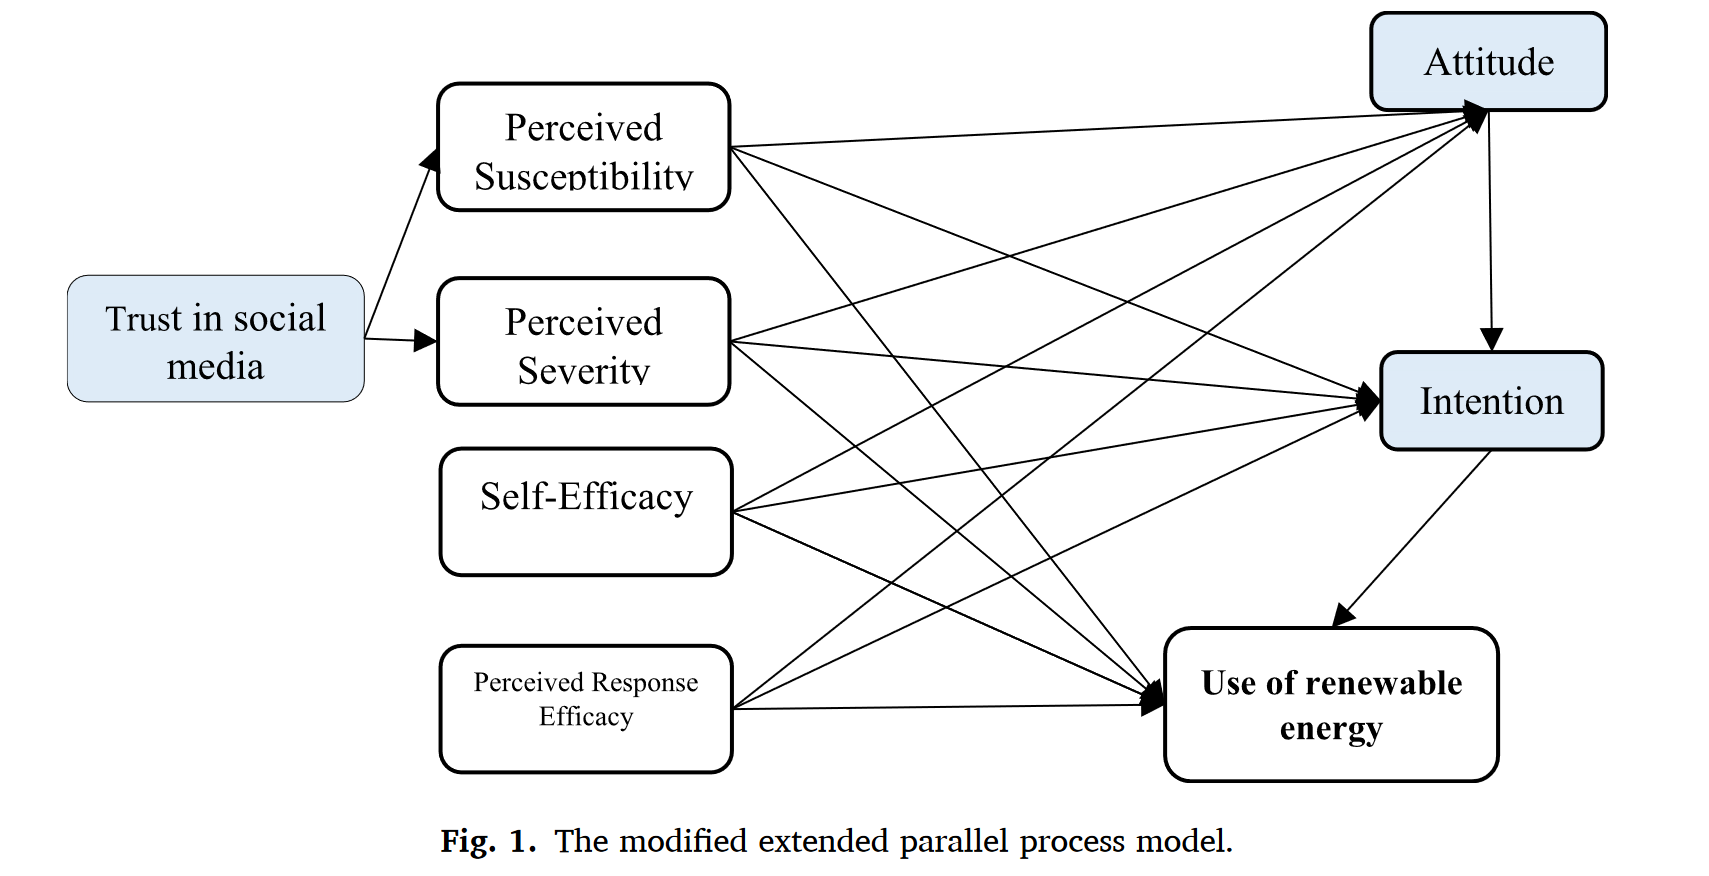 Attitude
Perceived
Susceptibility
Trust in social
media
Perceived
Severity
Intention
Self-Efficacy
Perceived Response
Efficacy
Use of renewable
energy
Fig. 1. The modified extended parallel process model.